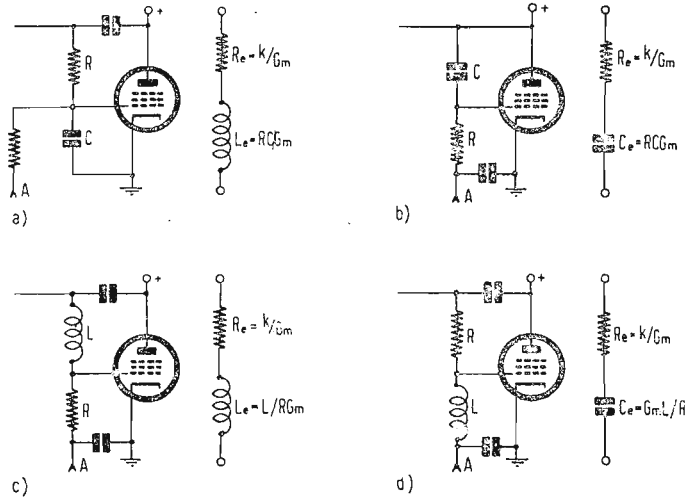 +
R
C
A
a)
Re = k/Gm
Le = RCGm
+
C
R
A
b)
Re = k/Gm
Ce = RCGm
+
L
R
A
c)
Re = k/Gm
Le = L/RGm
+
R
L
A
d)
Re = k/Gm
Ce = Gm L/R